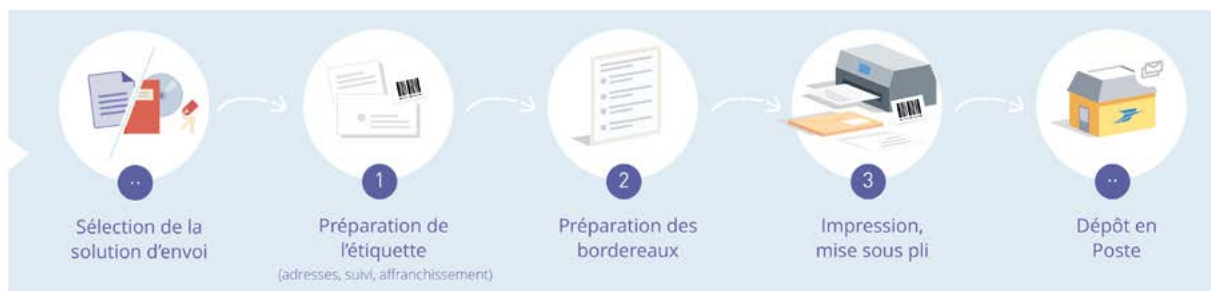 ··
Sélection de la
solution d'envoi
1
Préparation de
l'étiquette
(adresses, suivi, affranchissement)
2
Préparation des
bordereaux
3
Impression,
mise sous pli
··
Dépôt en
Poste